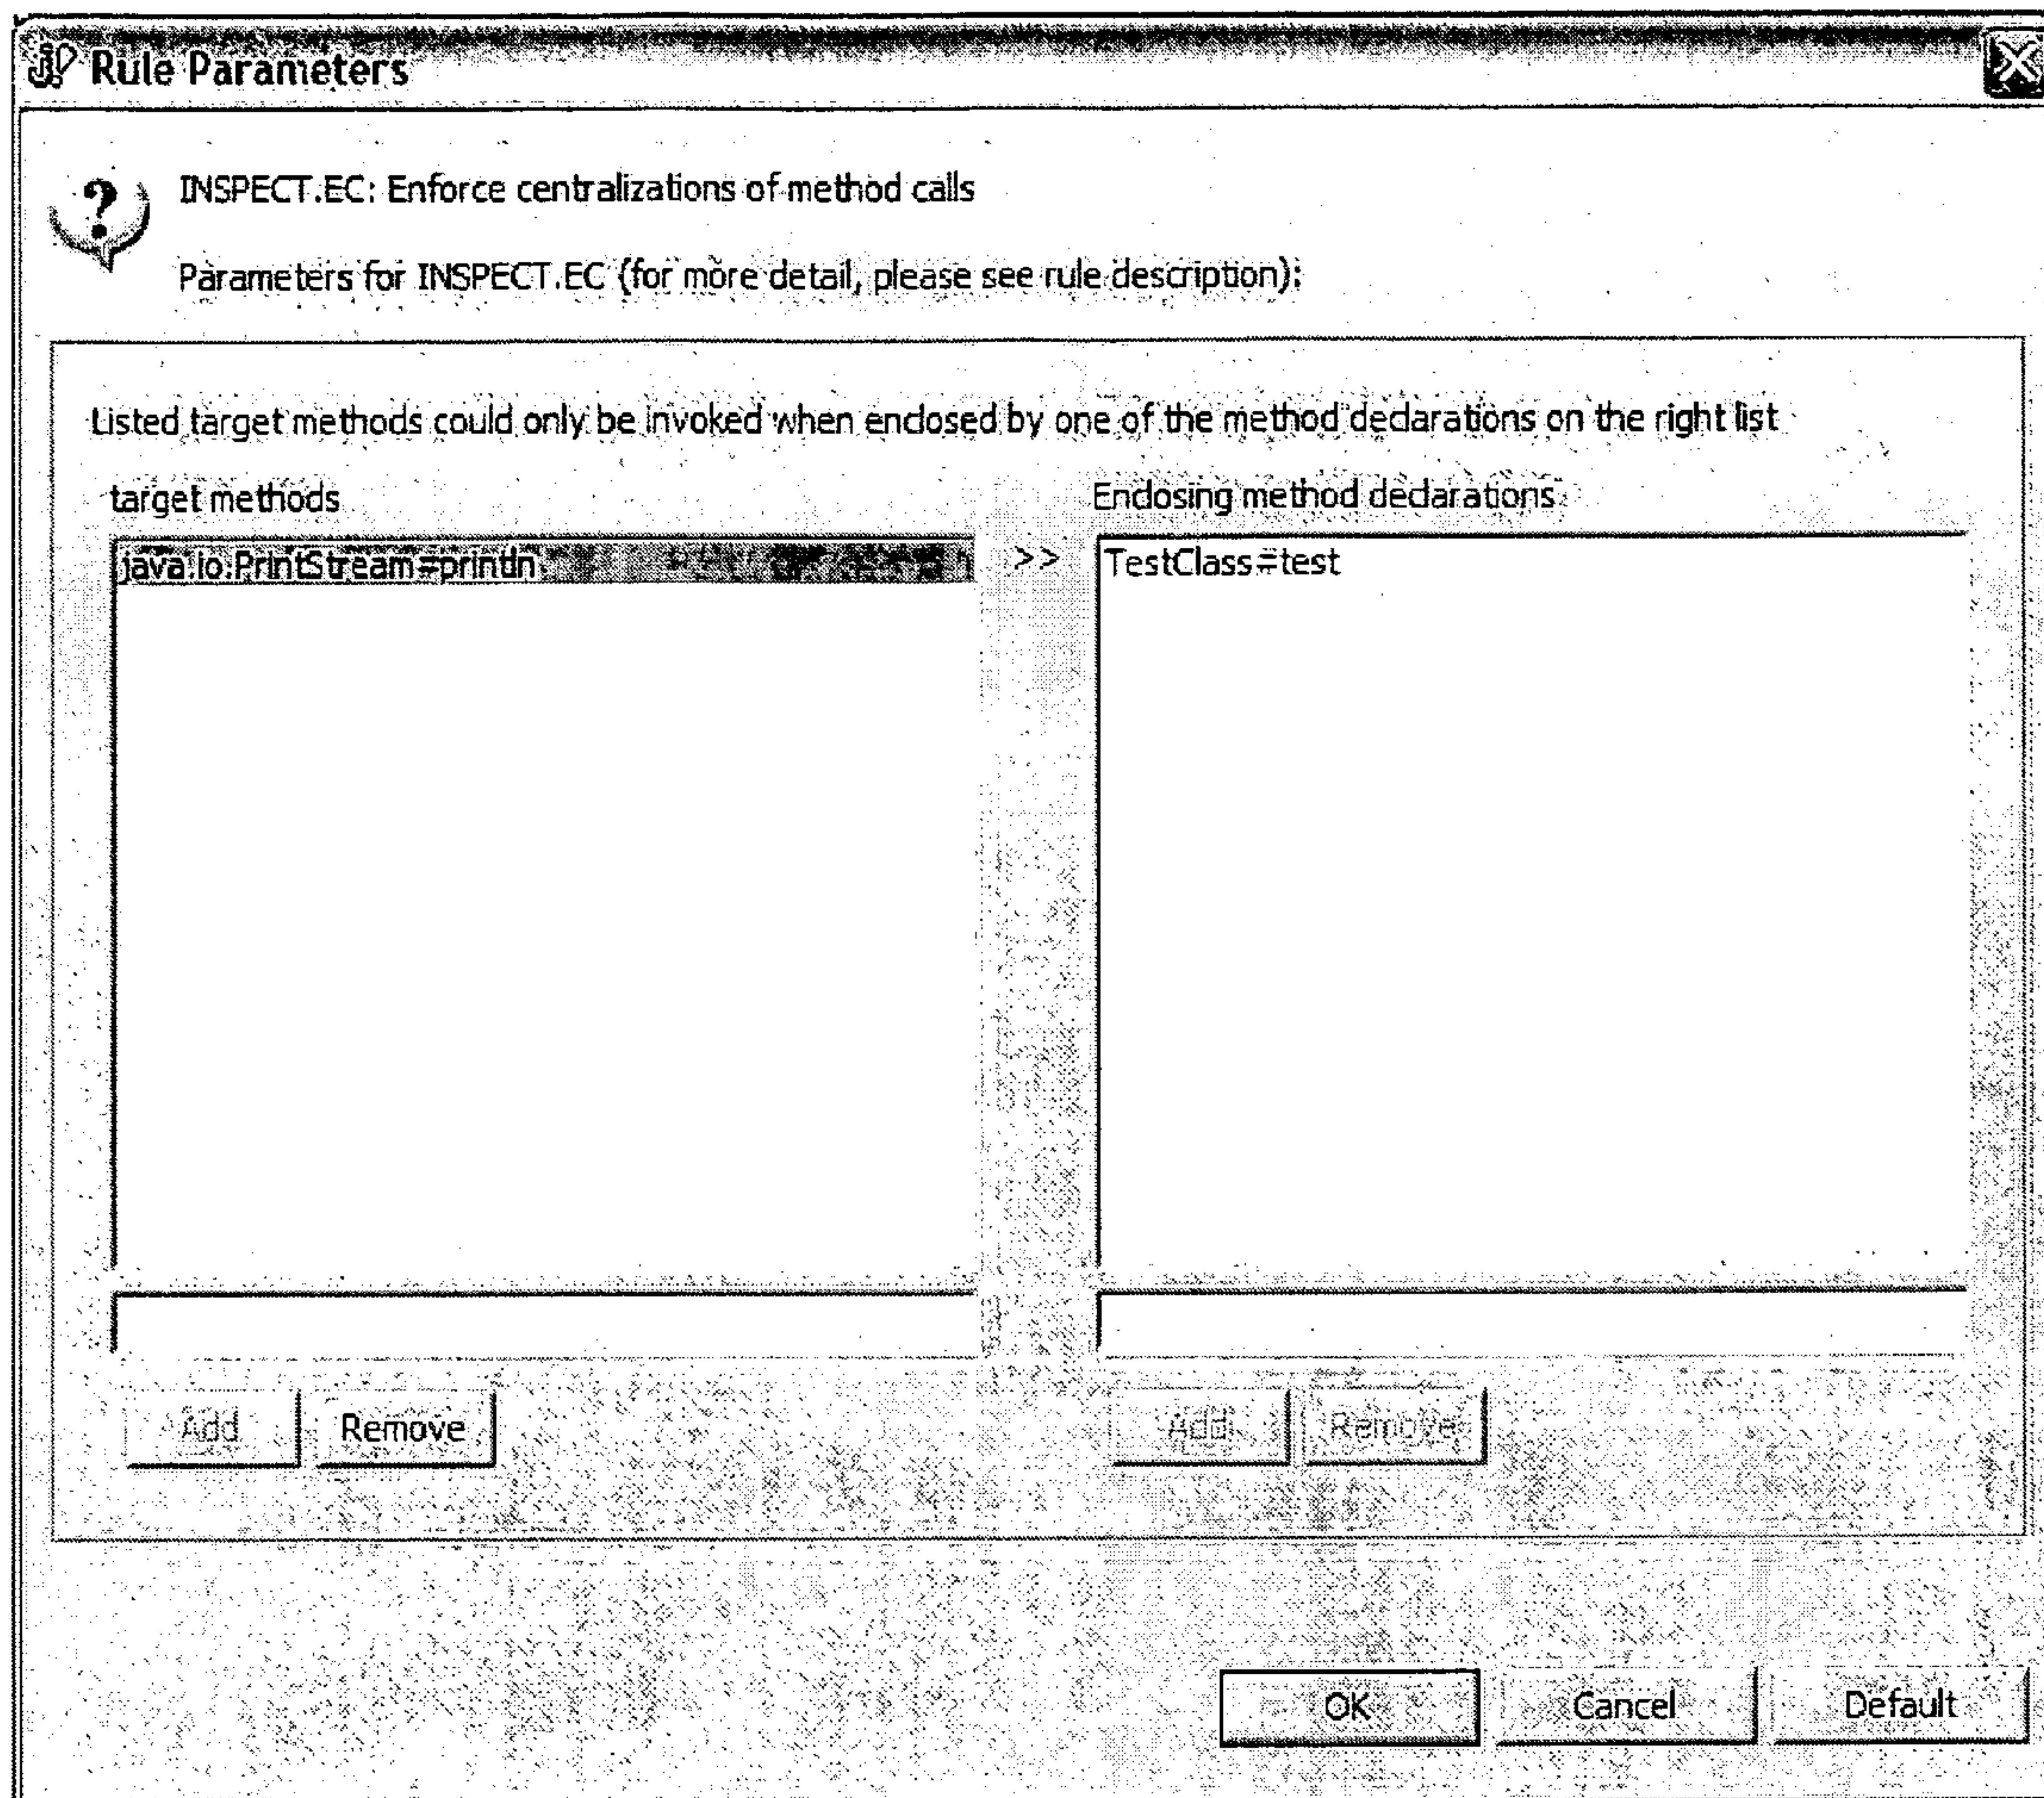 Rule Parameters
INSPECT.EC: Enforce centralizations of method calls
Parameters for INSPECT.EC (for more detail, please see rule description):
Listed target methods could only be invoked when enclosed by one of the method declarations on the right list
target methods
Enclosing method declarations
java.io.PrintStream=println
>>
TestClass=test
Add
Remove
Add
Remove
OK
Cancel
Default